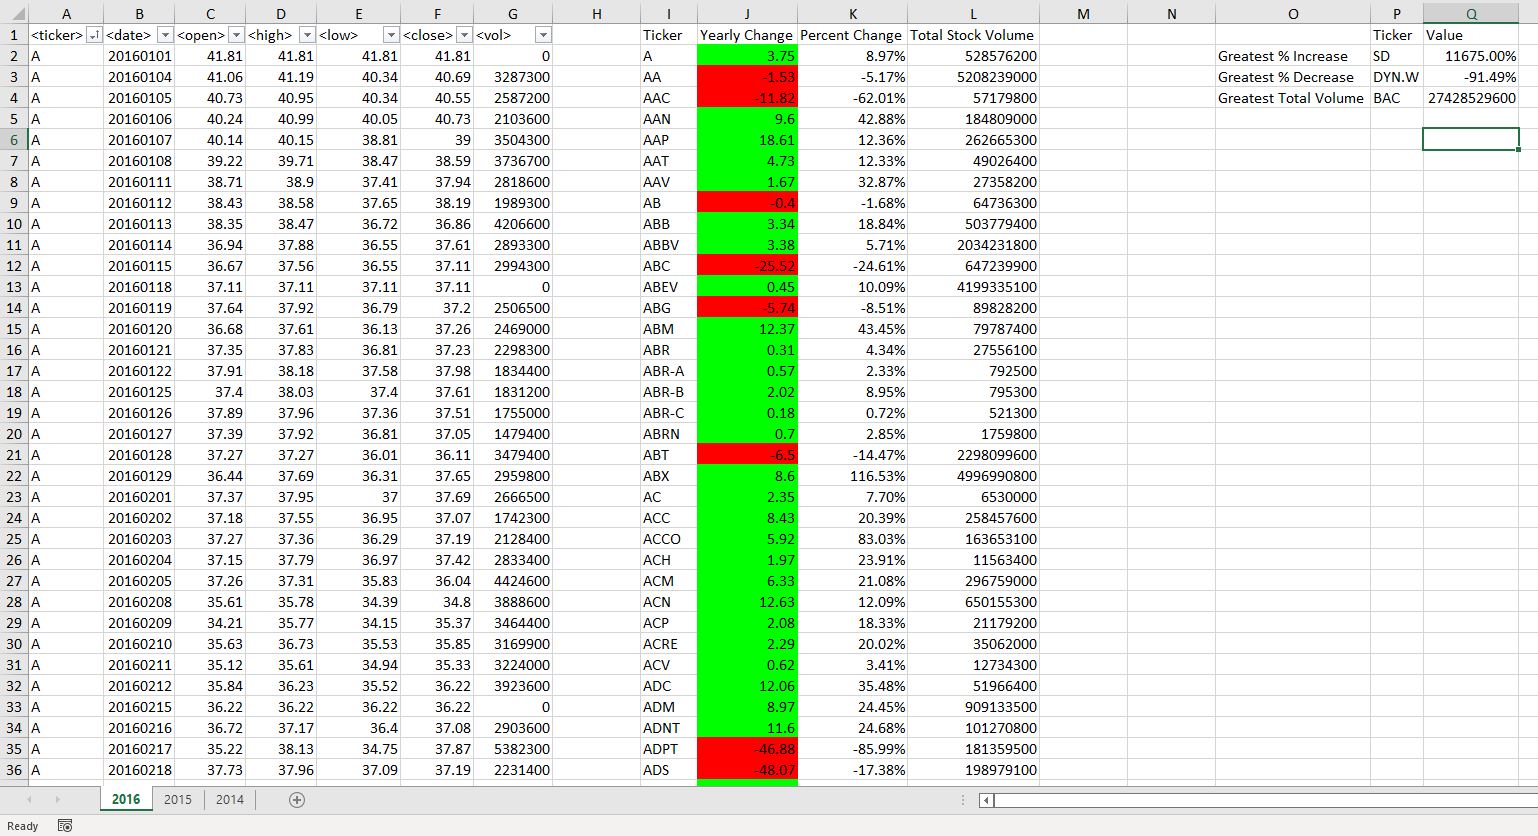 A B C D E F G H I J K L M N O P Q
1 <ticker> <date> <open> <high> <low> <close> <vol> Ticker Yearly Change Percent Change Total Stock Volume Ticker Value
2 A 20160101 41.81 41.81 41.81 41.81 0 A 3.75 8.97% 528576200 Greatest % Increase SD 11675.00%
3 A 20160104 41.06 41.19 40.34 40.69 3287300 AA -1.53 -5.17% 5208239000 Greatest % Decrease DYN.W -91.49%
4 A 20160105 40.73 40.95 40.34 40.55 2587200 AAC -11.82 -62.01% 57179800 Greatest Total Volume BAC 27428529600
5 A 20160106 40.24 40.99 40.05 40.73 2103600 AAN 9.6 42.88% 184809000
6 A 20160107 40.14 40.15 38.81 39 3504300 AAP 18.61 12.36% 262665300
7 A 20160108 39.22 39.71 38.47 38.59 3736700 AAT 4.73 12.33% 49026400
8 A 20160111 38.71 38.9 37.41 37.94 2818600 AAV 1.67 32.87% 27358200
9 A 20160112 38.43 38.58 37.65 38.19 1989300 AB -0.4 -1.68% 64736300
10 A 20160113 38.35 38.47 36.72 36.86 4206600 ABB 3.34 18.84% 503779400
11 A 20160114 36.94 37.88 36.55 37.61 2893300 ABBV 3.38 5.71% 2034231800
12 A 20160115 36.67 37.56 36.55 37.11 2994300 ABC -25.52 -24.61% 647239900
13 A 20160118 37.11 37.11 37.11 37.11 0 ABEV 0.45 10.09% 4199335100
14 A 20160119 37.64 37.92 36.79 37.2 2506500 ABG -5.74 -8.51% 89828200
15 A 20160120 36.68 37.61 36.13 37.26 2469000 ABM 12.37 43.45% 79787400
16 A 20160121 37.35 37.83 36.81 37.23 2298300 ABR 0.31 4.34% 27556100
17 A 20160122 37.91 38.18 37.58 37.98 1834400 ABR-A 0.57 2.33% 792500
18 A 20160125 37.4 38.03 37.4 37.61 1831200 ABR-B 2.02 8.95% 795300
19 A 20160126 37.89 37.96 37.36 37.51 1755000 ABR-C 0.18 0.72% 521300
20 A 20160127 37.39 37.92 36.81 37.05 1479400 ABRN 0.7 2.85% 1759800
21 A 20160128 37.27 37.27 36.01 36.11 3479400 ABT -6.5 -14.47% 2298099600
22 A 20160129 36.44 37.69 36.31 37.65 2959800 ABX 8.6 116.53% 4996990800
23 A 20160201 37.37 37.95 37 37.69 2666500 AC 2.35 7.70% 6530000
24 A 20160202 37.18 37.55 36.95 37.07 1742300 ACC 8.43 20.39% 258457600
25 A 20160203 37.27 37.36 36.29 37.19 2128400 ACCO 5.92 83.03% 163653100
26 A 20160204 37.15 37.79 36.97 37.42 2833400 ACH 1.97 23.91% 11563400
27 A 20160205 37.26 37.31 35.83 36.04 4424600 ACM 6.33 21.08% 296759000
28 A 20160208 35.61 35.78 34.39 34.8 3888600 ACN 12.63 12.09% 650155300
29 A 20160209 34.21 35.77 34.15 35.37 3464400 ACP 2.08 18.33% 21179200
30 A 20160210 35.63 36.73 35.53 35.85 3169900 ACRE 2.29 20.02% 35062000
31 A 20160211 35.12 35.61 34.94 35.33 3224000 ACV 0.62 3.41% 12734300
32 A 20160212 35.84 36.23 35.52 36.22 3923600 ADC 12.06 35.48% 51966400
33 A 20160215 36.22 36.22 36.22 36.22 0 ADM 8.97 24.45% 909133500
34 A 20160216 36.72 37.17 36.4 37.08 2903600 ADNT 11.6 24.68% 101270800
35 A 20160217 35.22 38.13 34.75 37.87 5382300 ADPT -46.88 -85.99% 181359500
36 A 20160218 37.73 37.96 37.09 37.19 2231400 ADS -48.07 -17.38% 198979100
2016 2015 2014
Ready